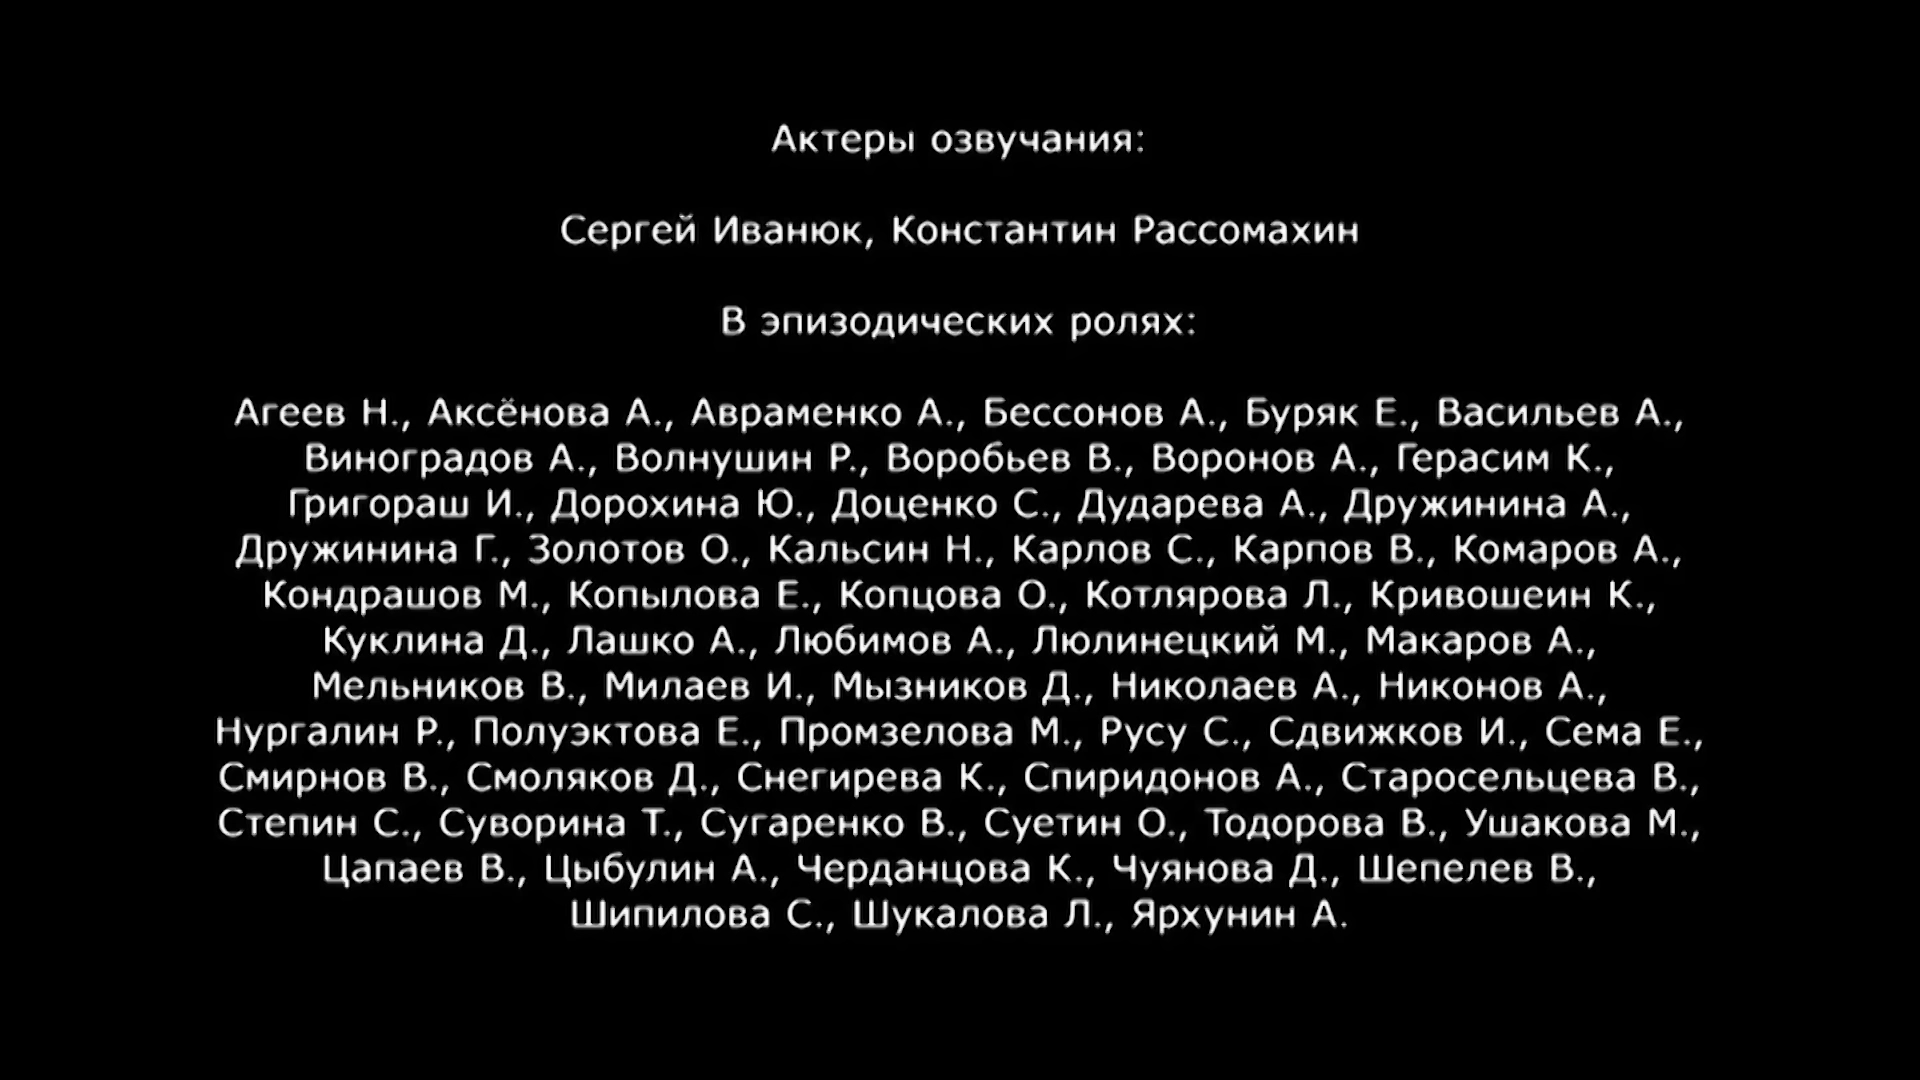 Актеры озвучания:
Сергей Иванюк, Константин Рассомахин
В эпизодических ролях:
Агеев Н., Аксёнова А., Авраменко А., Бессонов А., Буряк Е., Васильев А.,
Виноградов А., Волнушин Р., Воробьев В., Воронов А., Герасим К.,
Григораш И., Дорохина Ю., Доценко С., Дударева А., Дружинина А.,
Дружинина Г., Золотов О., Кальсин Н., Карлов С., Карпов В., Комаров А.,
Кондрашов М., Копылова Е., Копцова О., Котлярова Л., Кривошеин К.,
Куклина Д., Лашко А., Любимов А., Люлинецкий М., Макаров А.,
Мельников В., Милаев И., Мызников Д., Николаев А., Никонов А.,
Нургалин Р., Полуэктова Е., Промзелова М., Русу С., Сдвижков И., Сема Е.,
Смирнов В., Смоляков Д., Снегирева К., Спиридонов А., Старосельцева В.,
Степин С., Суворина Т., Сугаренко В., Суетин О., Тодорова В., Ушакова М.,
Цапаев В., Цыбулин А., Черданцова К., Чуянова Д., Шепелев В.,
Шипилова С., Шукалова Л., Ярхунин А.